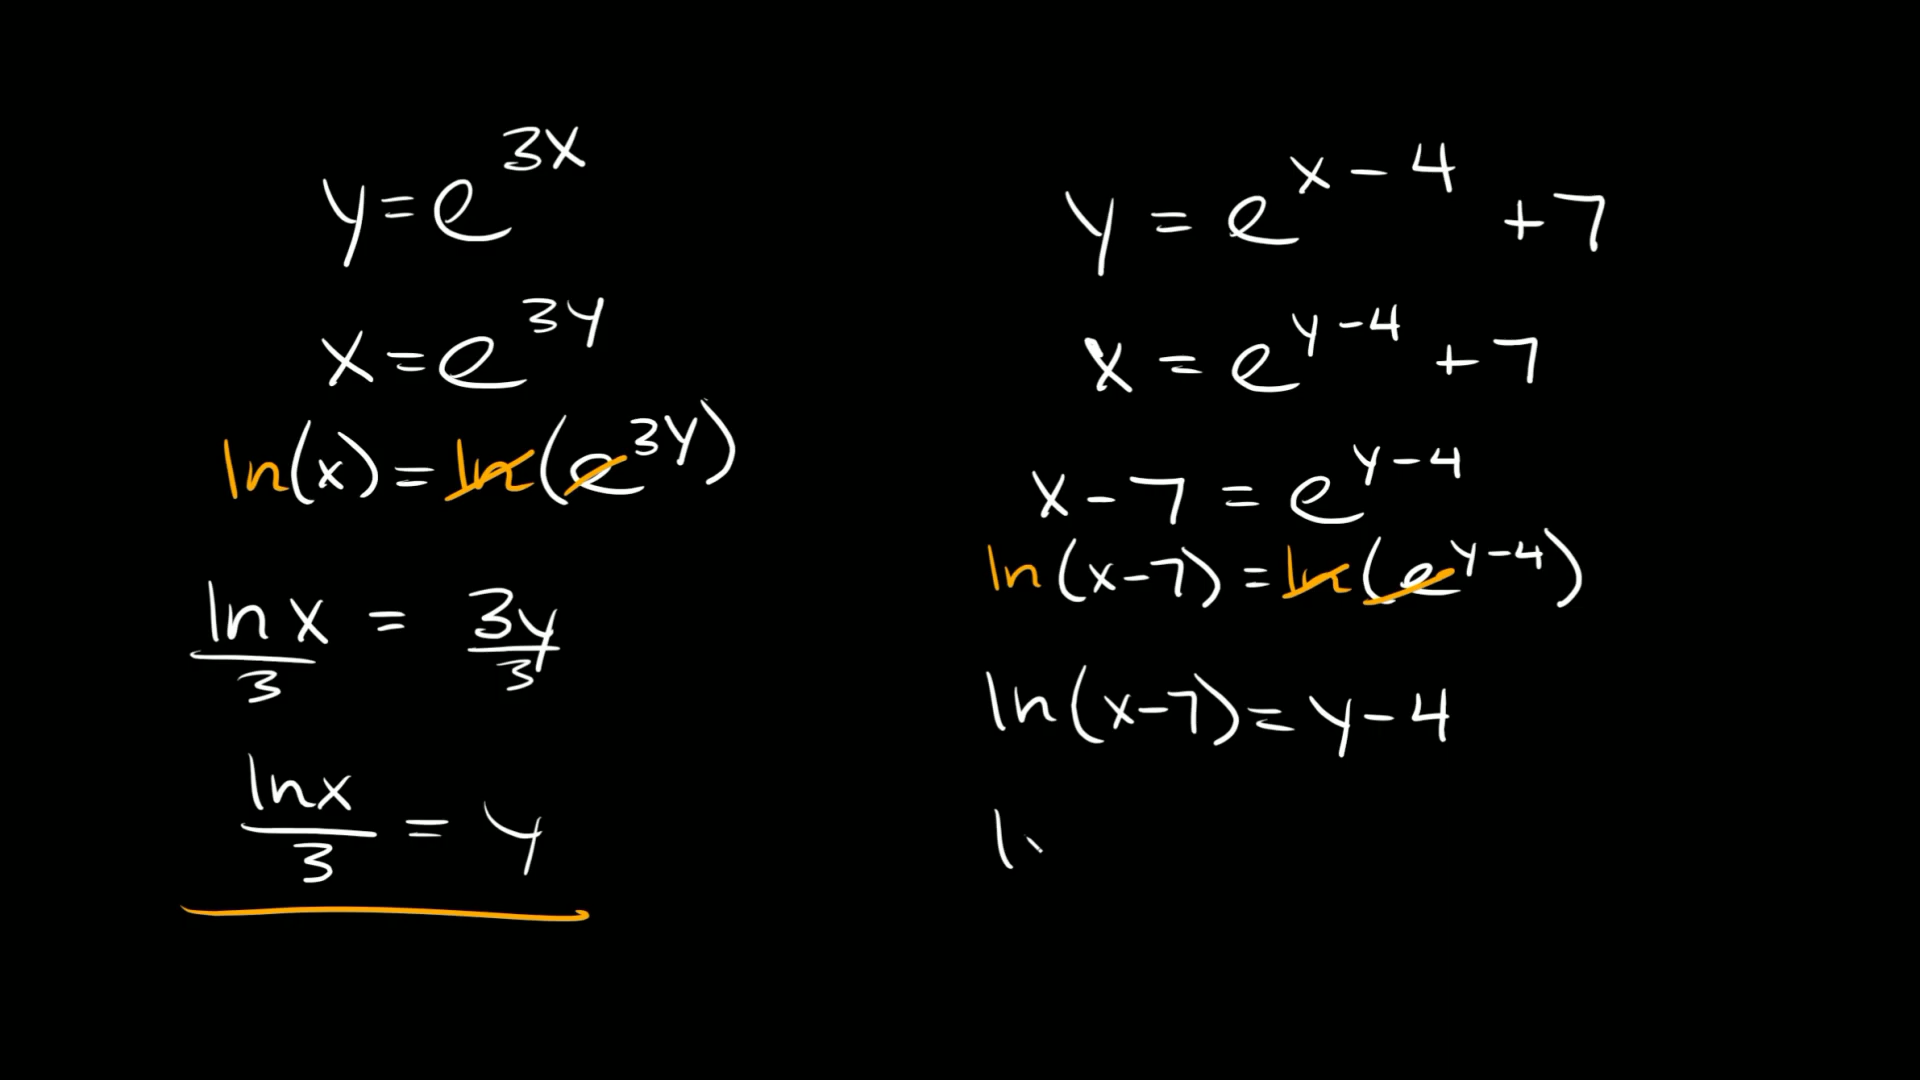 y = e^{3x}
x = e^{3y}
ln(x) = ln(e^{3y})
ln x / 3 = 3y / 3
ln x / 3 = y
y = e^{x-4} + 7
x = e^{y-4} + 7
x - 7 = e^{y-4}
ln(x-7) = ln(e^{y-4})
ln(x-7) = y - 4